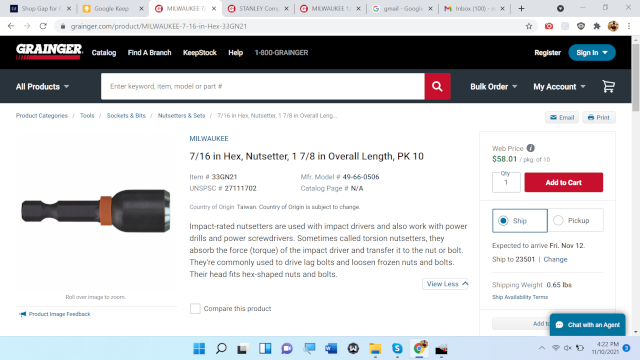 Shop Gap for
Google Keep
MILWAUKEE 7/
STANLEY Com
MILWAUKEE 1
gmail - Google
Inbox (110) -
grainger.com/product/MILWAUKEE-7-16-in-Hex-33GN21
GRAINGER
Catalog Find A Branch KeepStock Help 1-800-GRAINGER
Register Sign In
All Products
Enter keyword, item, model or part #
Bulk Order My Account
Product Categories / Tools / Sockets & Bits / Nutsetters & Sets / 7/16 in Hex, Nutsetter, 1 7/8 in Overall Leng...
Email Print
MILWAUKEE
7/16 in Hex, Nutsetter, 1 7/8 in Overall Length, PK 10
Item # 33GN21 Mfr. Model # 49-66-0506
UNSPSC # 27111702 Catalog Page # N/A
Country of Origin Taiwan. Country of Origin is subject to change.
Impact-rated nutsetters are used with impact drivers and also work with power
drills and power screwdrivers. Sometimes called torsion nutsetters, they
absorb the force (torque) of the impact driver and transfer it to the nut or bolt.
They're commonly used to drive lag bolts and loosen frozen nuts and bolts.
Their head fits hex-shaped nuts and bolts.
View Less
Compare this product
Roll over image to zoom.
Product Image Feedback
Web Price
$58.01 / pkg. of 10
Qty
1
Add to Cart
Ship
Pickup
Expected to arrive Fri. Nov 12.
Ship to 23501 | Change
Shipping Weight 0.65 lbs
Ship Availability Terms
Add to
Chat with an Agent
4:22 PM
11/10/2021
3